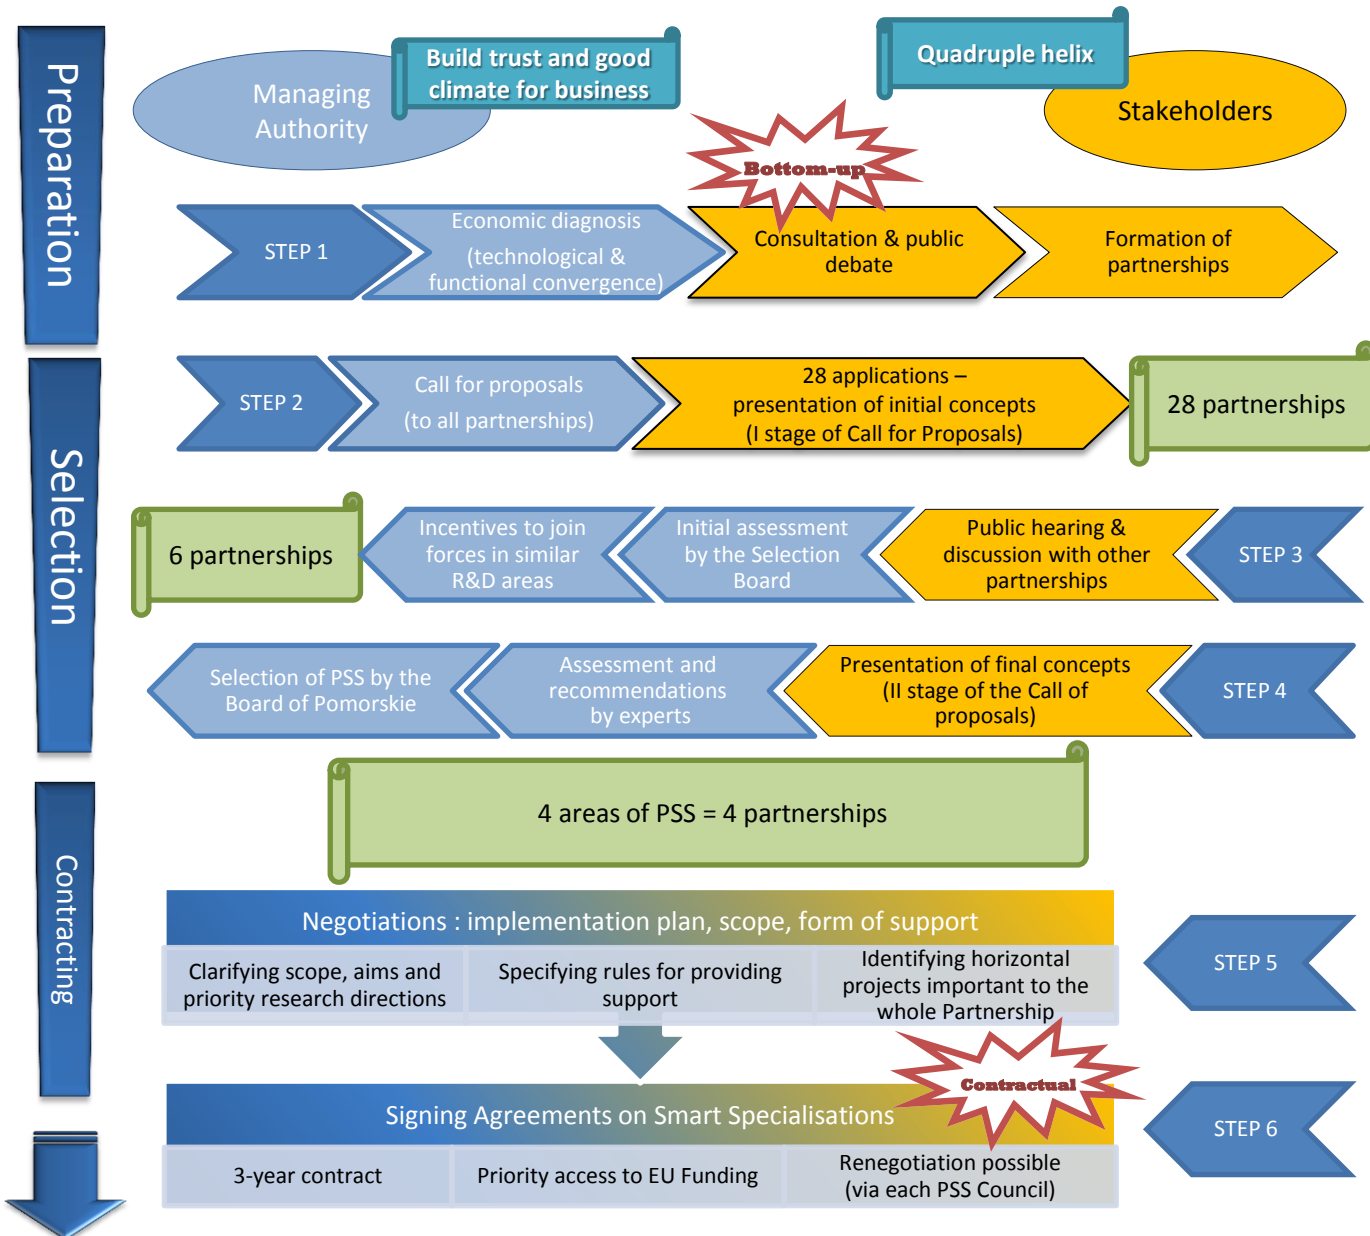 Preparation
Managing
Authority
Build trust and good
climate for business
Quadruple helix
Stakeholders
Bottom-up
STEP 1
Economic diagnosis
(technological &
functional convergence)
Consultation & public
debate
Formation of
partnerships
Selection
STEP 2
Call for proposals
(to all partnerships)
28 applications –
presentation of initial concepts
(I stage of Call for Proposals)
28 partnerships
6 partnerships
Incentives to join
forces in similar
R&D areas
Initial assessment
by the Selection
Board
Public hearing &
discussion with other
partnerships
STEP 3
Selection of PSS by the
Board of Pomorskie
Assessment and
recommendations
by experts
Presentation of final concepts
(II stage of the Call of
proposals)
STEP 4
4 areas of PSS = 4 partnerships
Contracting
Negotiations : implementation plan, scope, form of support
Clarifying scope, aims and
priority research directions
Specifying rules for providing
support
Identifying horizontal
projects important to the
whole Partnership
STEP 5
Contractual
Signing Agreements on Smart Specialisations
3-year contract
Priority access to EU Funding
Renegotiation possible
(via each PSS Council)
STEP 6